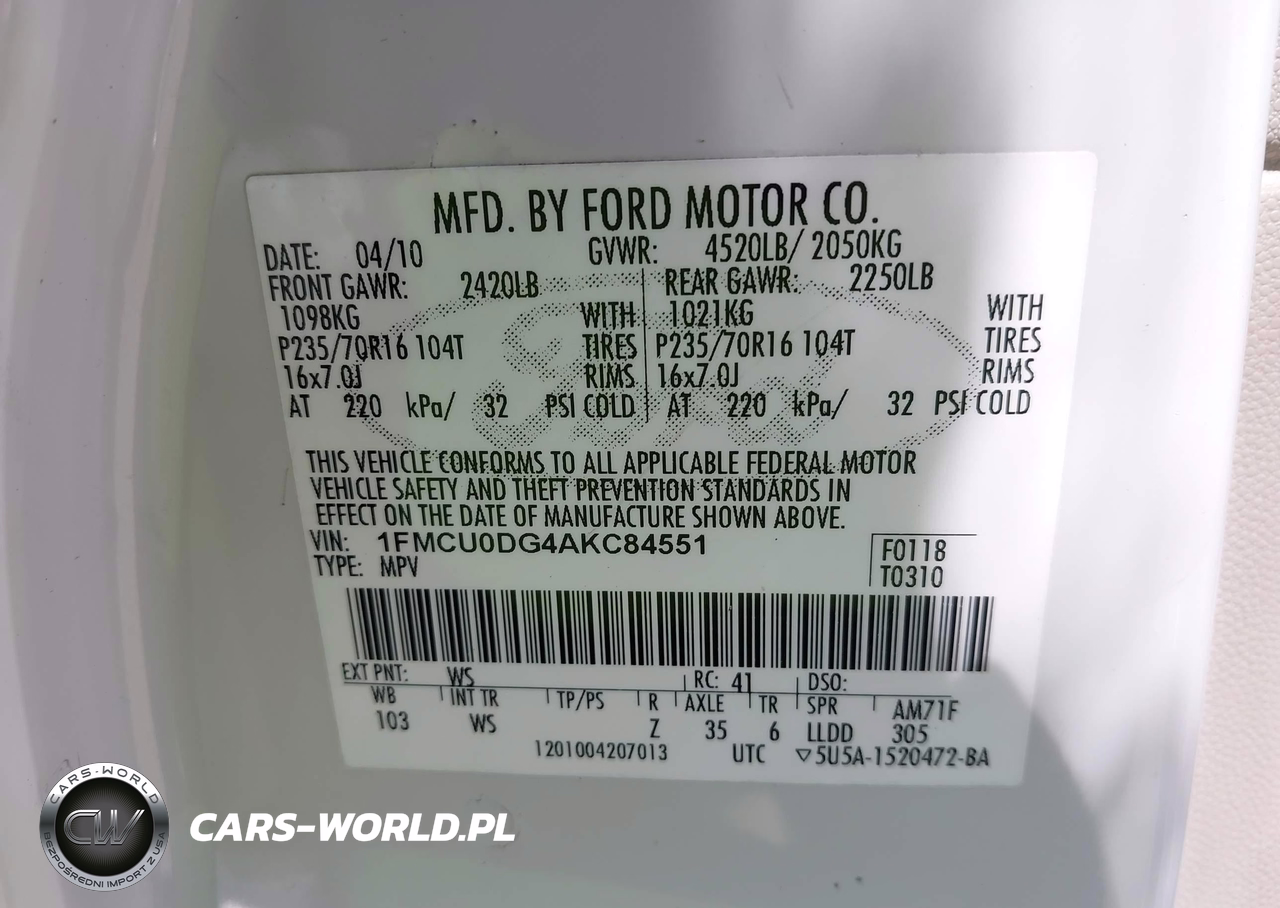 MFD. BY FORD MOTOR CO.
DATE: 04/10 GVWR: 4520LB/ 2050KG
FRONT GAWR: 2420LB REAR GAWR: 2250LB
1098KG WITH 1021KG WITH
P235/70R16 104T TIRES P235/70R16 104T TIRES
16x7.0J RIMS 16x7.0J RIMS
AT 220 kPa/ 32 PSI COLD AT 220 kPa/ 32 PSI COLD
Ford
THIS VEHICLE CONFORMS TO ALL APPLICABLE FEDERAL MOTOR
VEHICLE SAFETY AND THEFT PREVENTION STANDARDS IN
EFFECT ON THE DATE OF MANUFACTURE SHOWN ABOVE.
VIN: 1FMCU0DG4AKC84551 F0118
TYPE: MPV T0310
EXT PNT: WS RC: 41 DSO:
WB INT TR TP/PS R AXLE TR SPR AM71F
103 WS Z 35 6 LLDD 305
1201004207013 UTC ▽5U5A-1520472-BA
CARS-WORLD
CW
BEZPOŚREDNI IMPORT Z USA
CARS-WORLD.PL